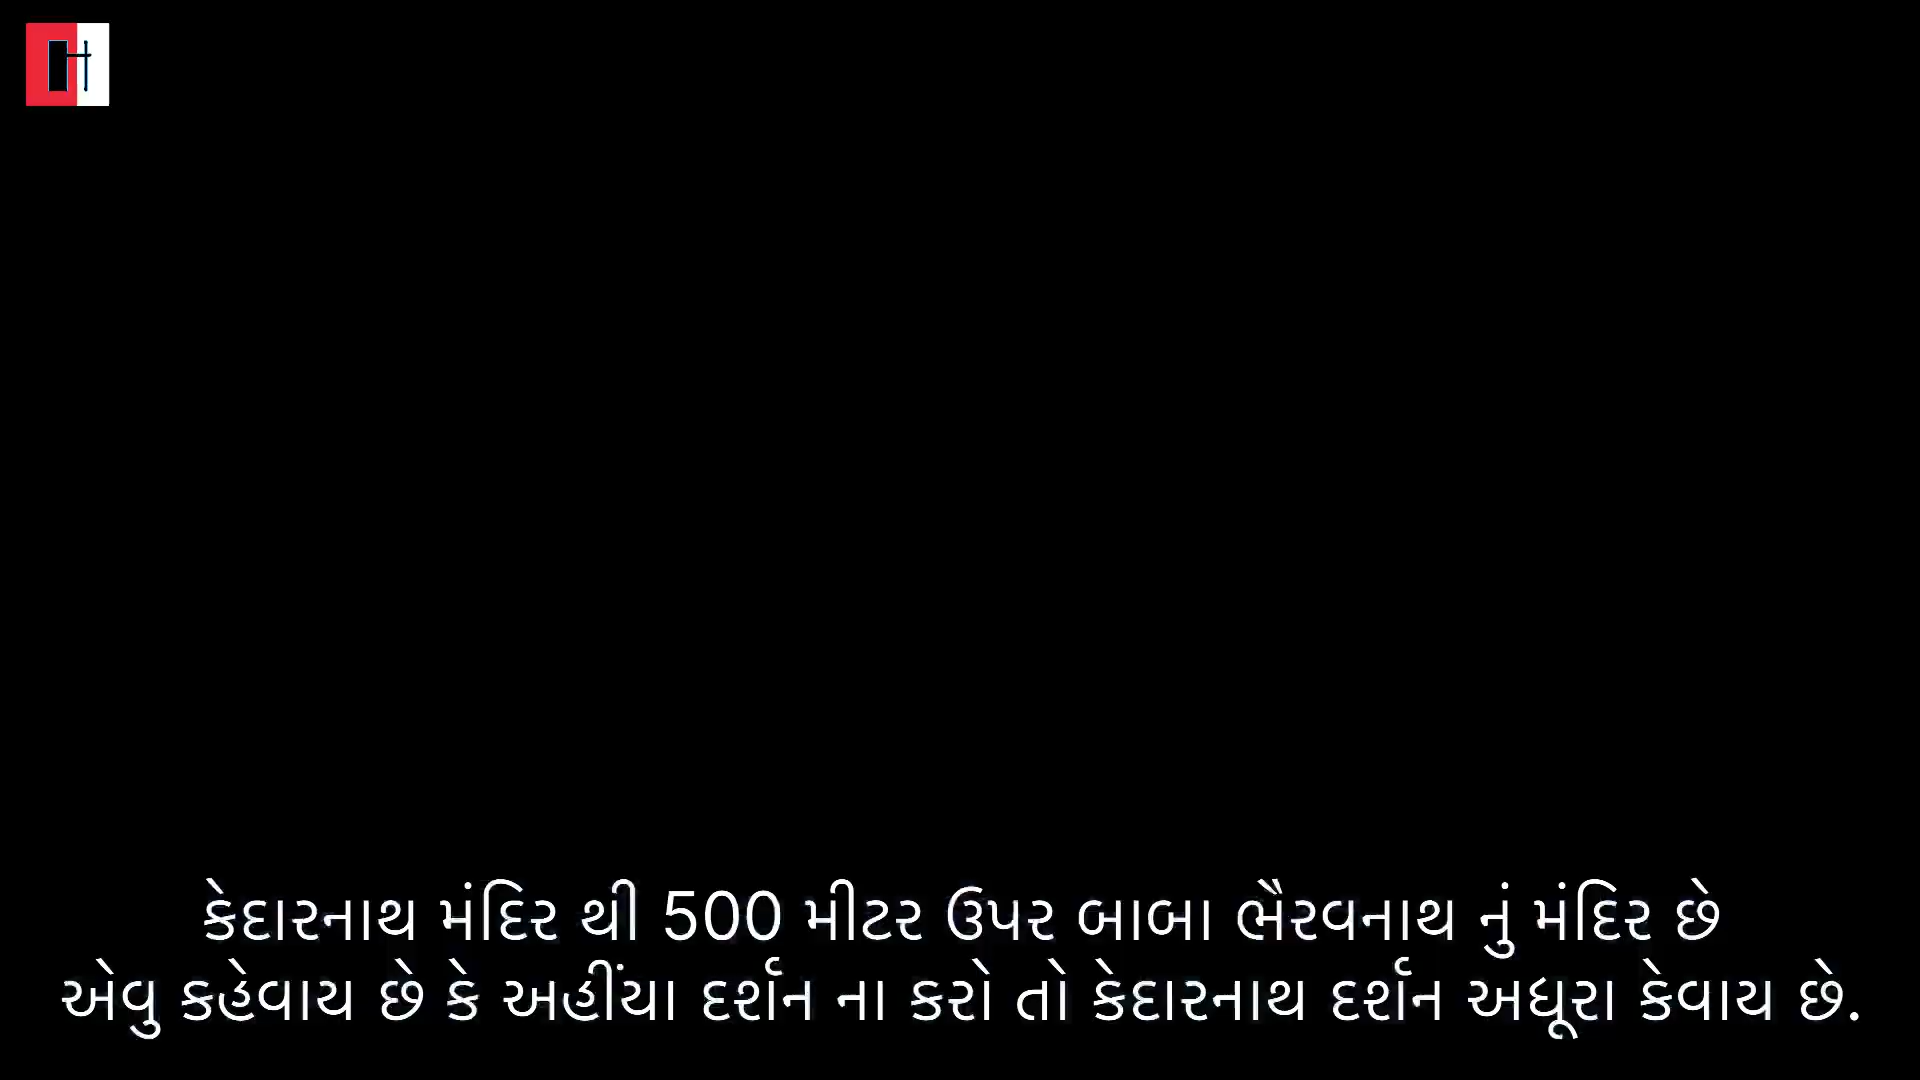 કેદારનાથ મંદિર થી 500 મીટર ઉપર બાબા ભૈરવનાથ નું મંદિર છે
એવુ કહેવાય છે કે અહીંયા દર્શન ના કરો તો કેદારનાથ દર્શન અધૂરા કેવાય છે.